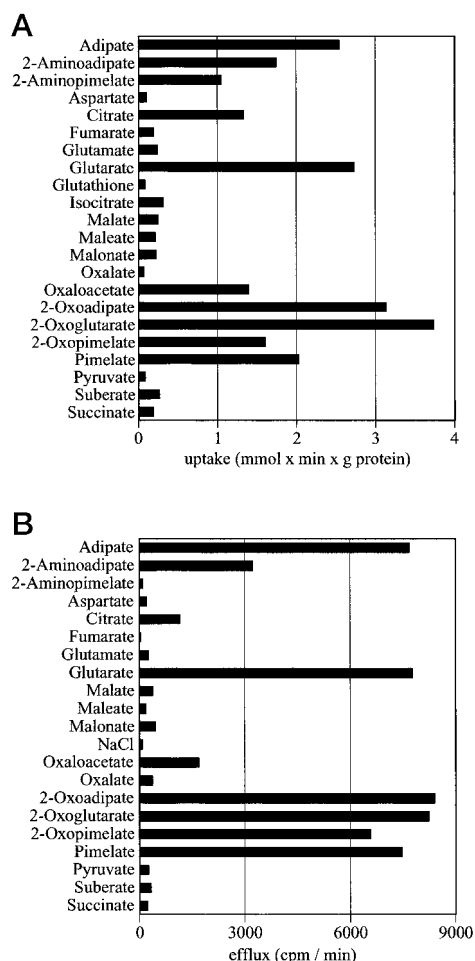 A
Adipate
2-Aminoadipate
2-Aminopimelate
Aspartate
Citrate
Fumarate
Glutamate
Glutarate
Glutathione
Isocitrate
Malate
Maleate
Malonate
Oxalate
Oxaloacetate
2-Oxoadipate
2-Oxoglutarate
2-Oxopimelate
Pimelate
Pyruvate
Suberate
Succinate
0 1 2 3 4
uptake (mmol x min x g protein)
B
Adipate
2-Aminoadipate
2-Aminopimelate
Aspartate
Citrate
Fumarate
Glutamate
Glutarate
Malate
Maleate
Malonate
NaCl
Oxaloacetate
Oxalate
2-Oxoadipate
2-Oxoglutarate
2-Oxopimelate
Pimelate
Pyruvate
Suberate
Succinate
0 3000 6000 9000
efflux (cpm / min)